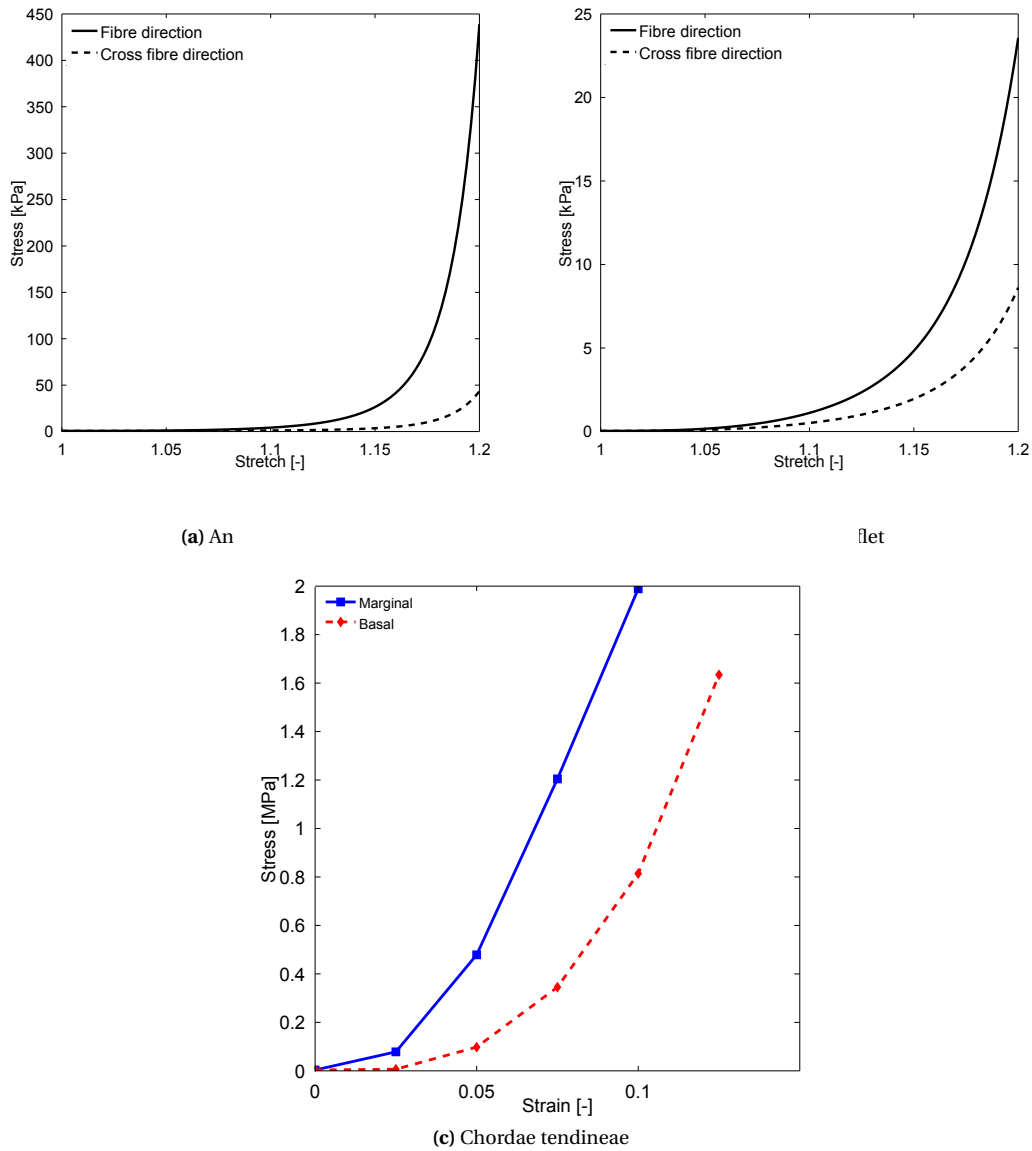 450
400
350
300
250
200
150
100
50
0
Fibre direction
Cross fibre direction
Stress [kPa]
1
1.05
1.1
1.15
1.2
Stretch [-]
25
20
15
10
5
0
Fibre direction
Cross fibre direction
Stress [kPa]
1
1.05
1.1
1.15
1.2
Stretch [-]
(a) An
flet
2
1.8
1.6
1.4
1.2
1
0.8
0.6
0.4
0.2
0
Marginal
Basal
Stress [MPa]
0
0.05
0.1
Strain [-]
(c) Chordae tendineae